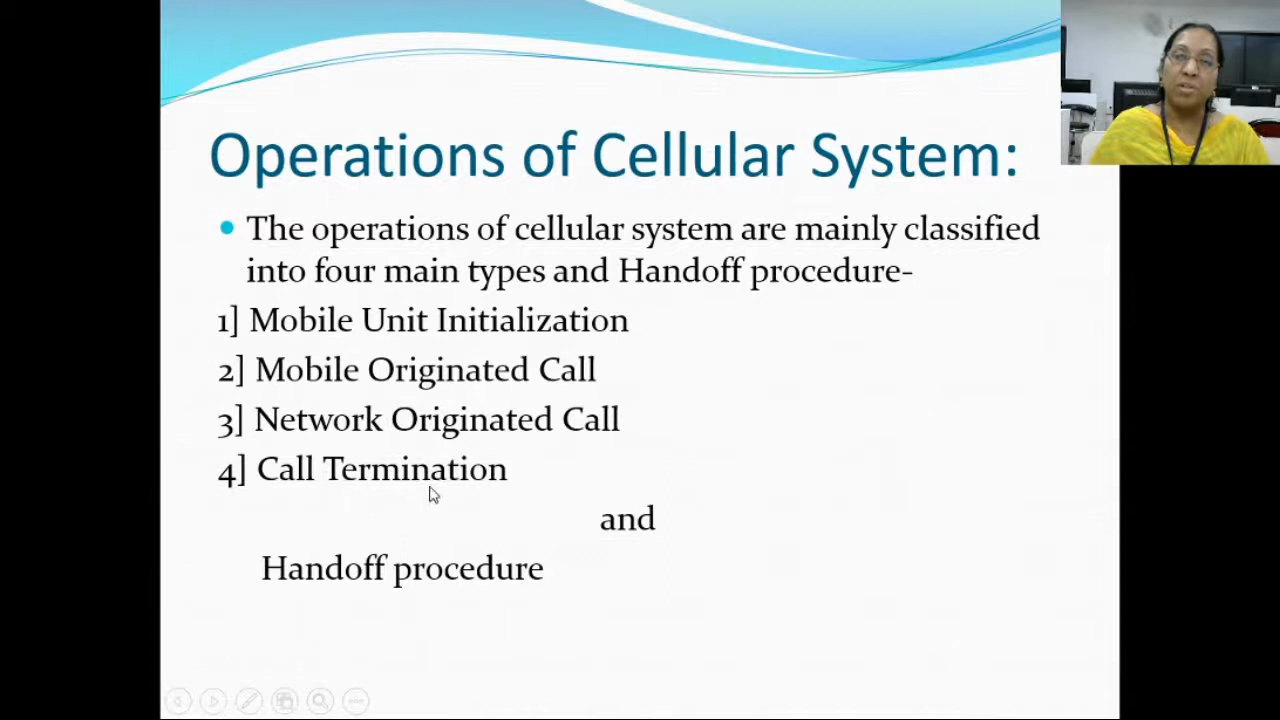 Operations of Cellular System:
The operations of cellular system are mainly classified
into four main types and Handoff procedure-
1] Mobile Unit Initialization
2] Mobile Originated Call
3] Network Originated Call
4] Call Termination
and
Handoff procedure